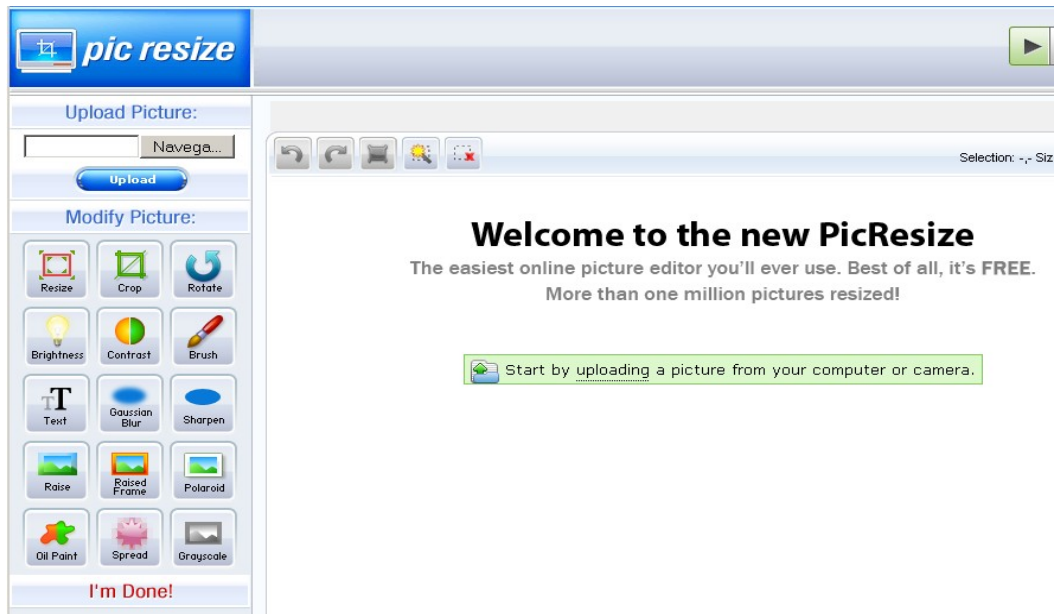 pic resize
Upload Picture:
Navega...
Upload
Modify Picture:
Resize
Crop
Rotate
Brightness
Contrast
Brush
Text
Gaussian
Blur
Sharpen
Raise
Raised
Frame
Polaroid
Oil Paint
Spread
Grayscale
I'm Done!
Selection: -,- Siz
Welcome to the new PicResize
The easiest online picture editor you'll ever use. Best of all, it's FREE.
More than one million pictures resized!
Start by uploading a picture from your computer or camera.